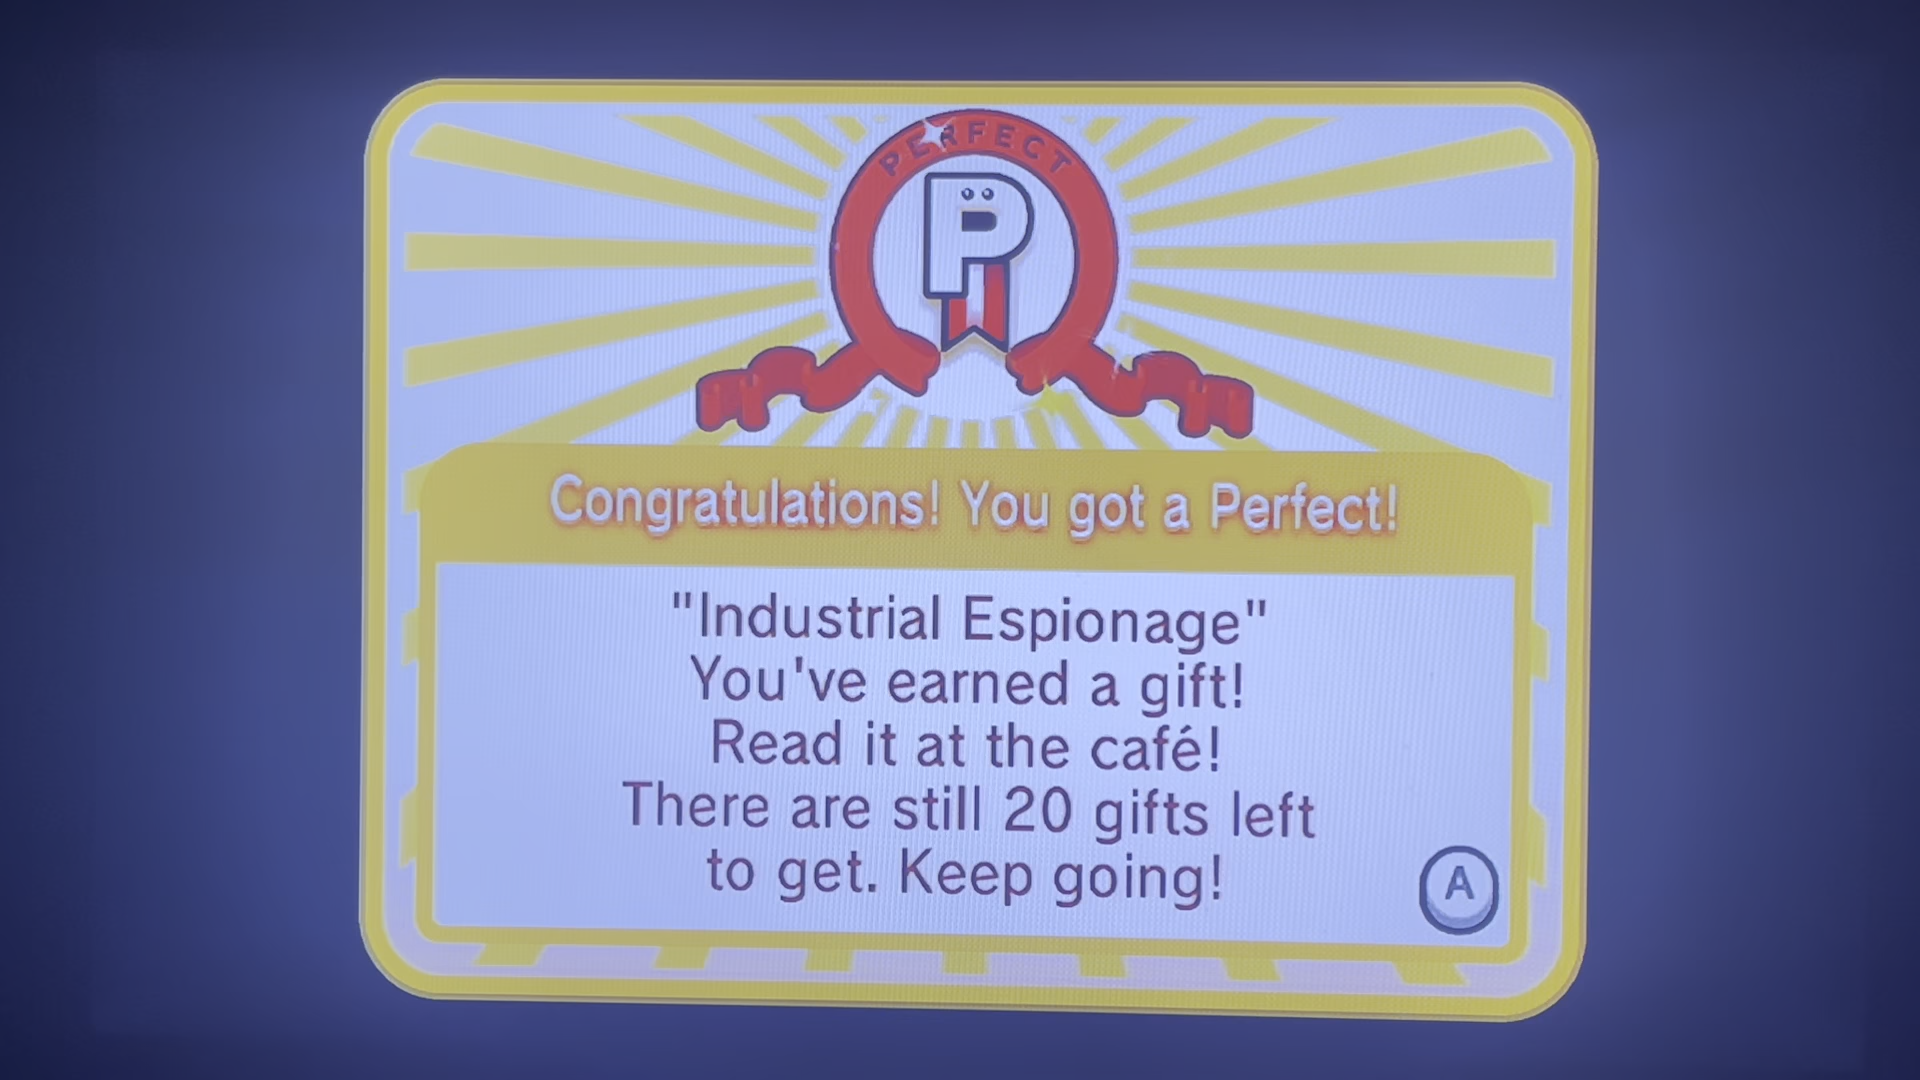 PERFECT
P
Congratulations! You got a Perfect!
"Industrial Espionage"
You've earned a gift!
Read it at the café!
There are still 20 gifts left
to get. Keep going!
A